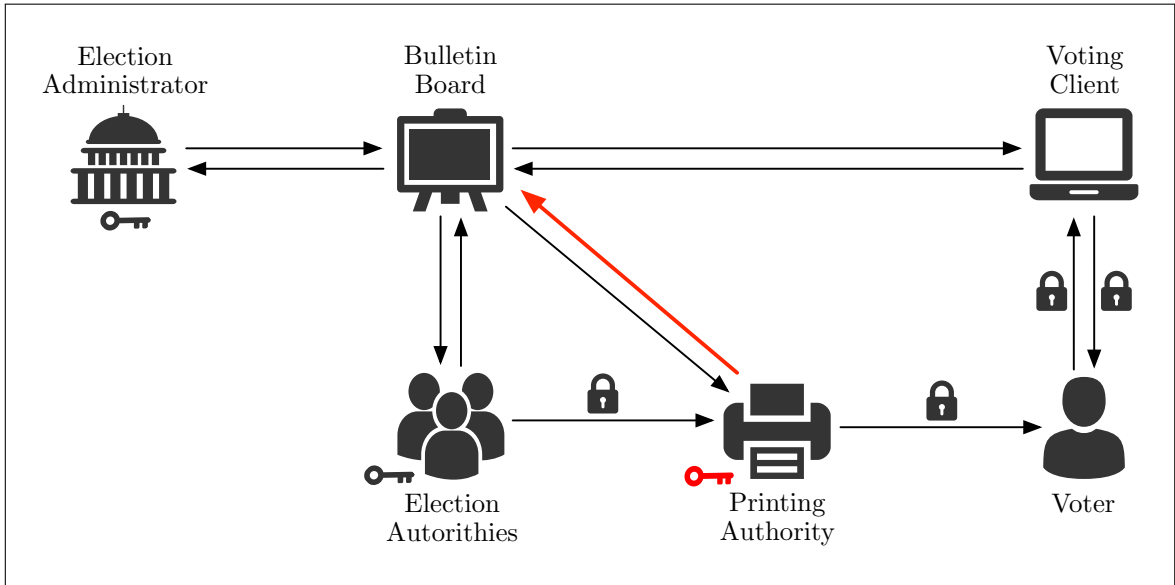 Election
Administrator
Bulletin
Board
Voting
Client
Election
Autorithies
Printing
Authority
Voter